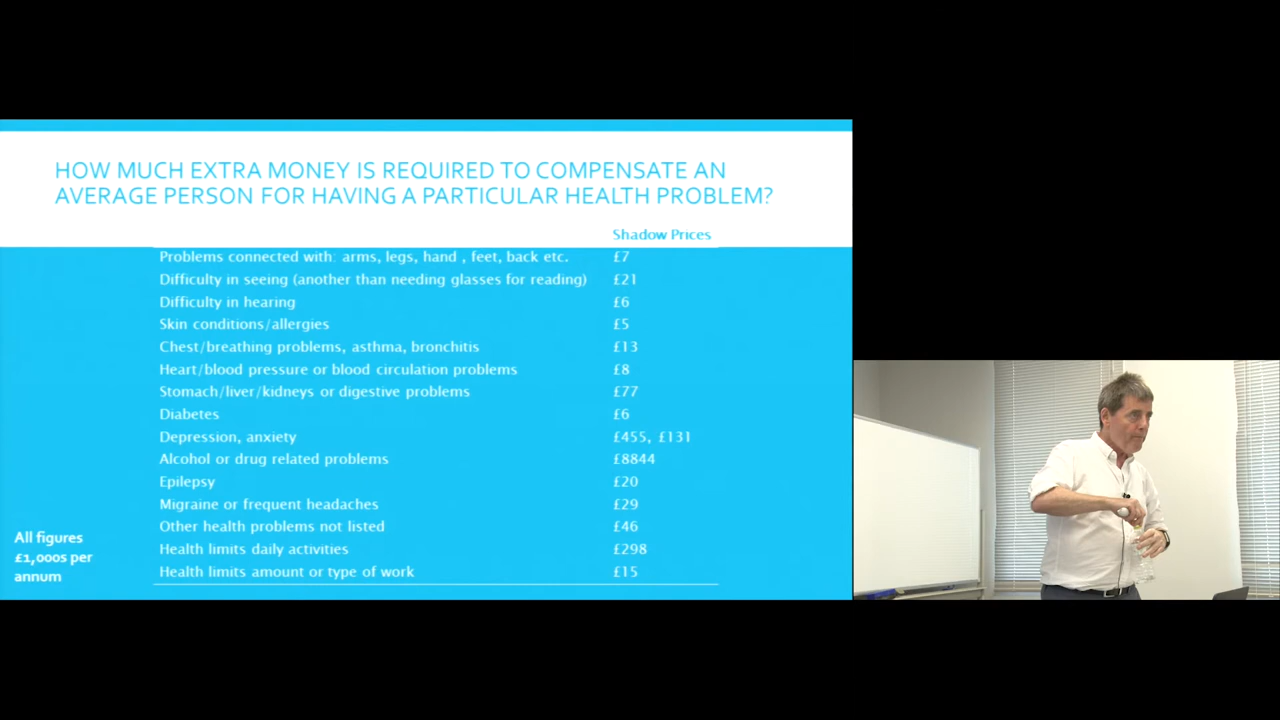 HOW MUCH EXTRA MONEY IS REQUIRED TO COMPENSATE AN
AVERAGE PERSON FOR HAVING A PARTICULAR HEALTH PROBLEM?
Shadow Prices
Problems connected with: arms, legs, hand , feet, back etc. £7
Difficulty in seeing (another than needing glasses for reading) £21
Difficulty in hearing £6
Skin conditions/allergies £5
Chest/breathing problems, asthma, bronchitis £13
Heart/blood pressure or blood circulation problems £8
Stomach/liver/kidneys or digestive problems £77
Diabetes £6
Depression, anxiety £455, £131
Alcohol or drug related problems £8844
Epilepsy £20
Migraine or frequent headaches £29
Other health problems not listed £46
Health limits daily activities £298
Health limits amount or type of work £15
All figures
£1,000s per
annum